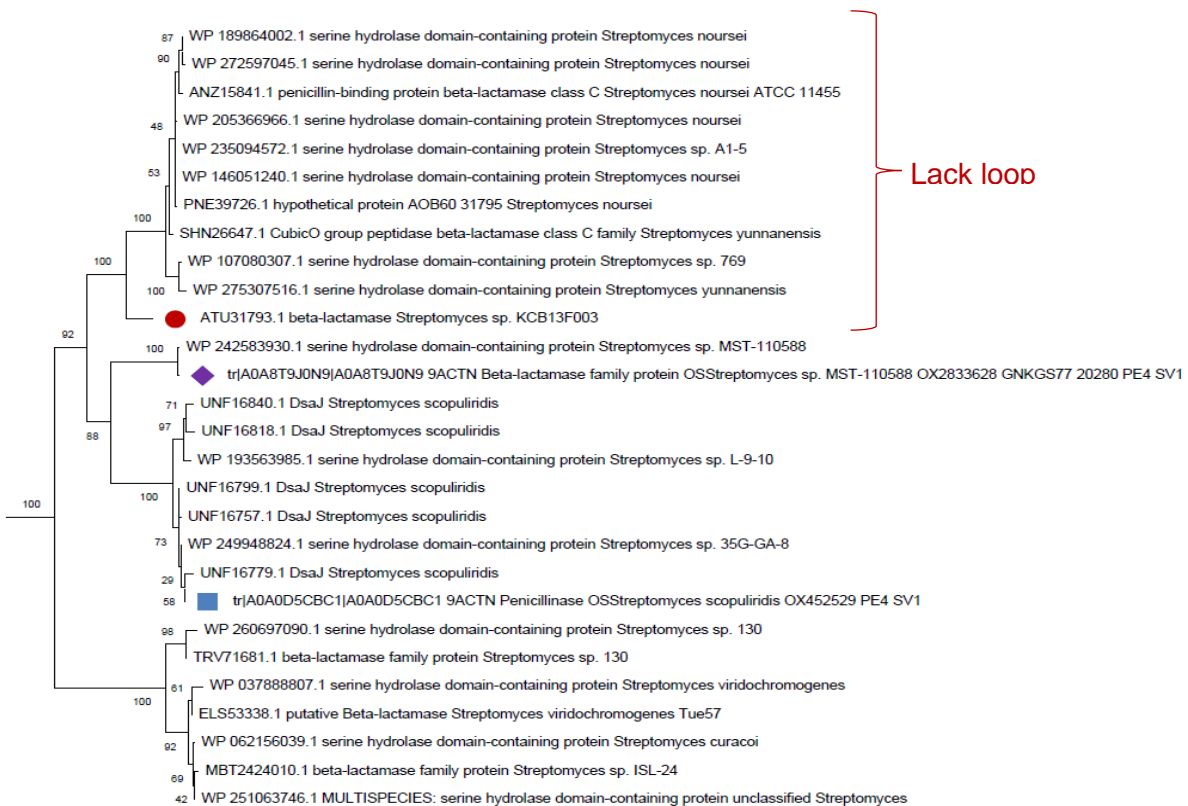 87 WP 189864002.1 serine hydrolase domain-containing protein Streptomyces noursei
90 WP 272597045.1 serine hydrolase domain-containing protein Streptomyces noursei
ANZ15841.1 penicillin-binding protein beta-lactamase class C Streptomyces noursei ATCC 11455
48 WP 205366966.1 serine hydrolase domain-containing protein Streptomyces noursei
WP 235094572.1 serine hydrolase domain-containing protein Streptomyces sp. A1-5
53 WP 146051240.1 serine hydrolase domain-containing protein Streptomyces noursei
Lack loop
PNE39726.1 hypothetical protein AOB60 31795 Streptomyces noursei
100 SHN26647.1 CubicO group peptidase beta-lactamase class C family Streptomyces yunnanensis
100 WP 107080307.1 serine hydrolase domain-containing protein Streptomyces sp. 769
100 WP 275307516.1 serine hydrolase domain-containing protein Streptomyces yunnanensis
ATU31793.1 beta-lactamase Streptomyces sp. KCB13F003
92
100 WP 242583930.1 serine hydrolase domain-containing protein Streptomyces sp. MST-110588
tr|A0A8T9J0N9|A0A8T9J0N9 9ACTN Beta-lactamase family protein OSStreptomyces sp. MST-110588 OX2833628 GNKGS77 20280 PE4 SV1
71 UNF16840.1 DsaJ Streptomyces scopuliridis
97 UNF16818.1 DsaJ Streptomyces scopuliridis
88
WP 193563985.1 serine hydrolase domain-containing protein Streptomyces sp. L-9-10
100 UNF16799.1 DsaJ Streptomyces scopuliridis
100 UNF16757.1 DsaJ Streptomyces scopuliridis
73 WP 249948824.1 serine hydrolase domain-containing protein Streptomyces sp. 35G-GA-8
29 UNF16779.1 DsaJ Streptomyces scopuliridis
58 tr|A0A0D5CBC1|A0A0D5CBC1 9ACTN Penicillinase OSStreptomyces scopuliridis OX452529 PE4 SV1
98 WP 260697090.1 serine hydrolase domain-containing protein Streptomyces sp. 130
TRV71681.1 beta-lactamase family protein Streptomyces sp. 130
100 61 WP 037888807.1 serine hydrolase domain-containing protein Streptomyces viridochromogenes
ELS53338.1 putative Beta-lactamase Streptomyces viridochromogenes Tue57
92 WP 062156039.1 serine hydrolase domain-containing protein Streptomyces curacoi
69 MBT2424010.1 beta-lactamase family protein Streptomyces sp. ISL-24
42 WP 251063746.1 MULTISPECIES: serine hydrolase domain-containing protein unclassified Streptomyces